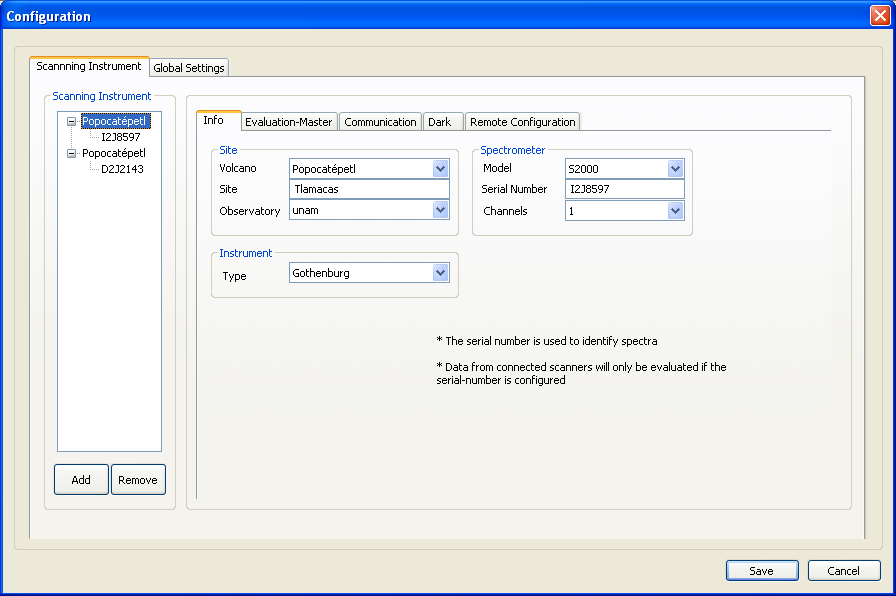 Configuration
Scannning Instrument
Global Settings
Scanning Instrument
Popocatépetl
I2J8597
Popocatépetl
D2J2143
Add
Remove
Info
Evaluation-Master
Communication
Dark
Remote Configuration
Site
Volcano
Popocatépetl
Site
Tlamacas
Observatory
unam
Spectrometer
Model
S2000
Serial Number
I2J8597
Channels
1
Instrument
Type
Gothenburg
* The serial number is used to identify spectra
* Data from connected scanners will only be evaluated if the
serial-number is configured
Save
Cancel